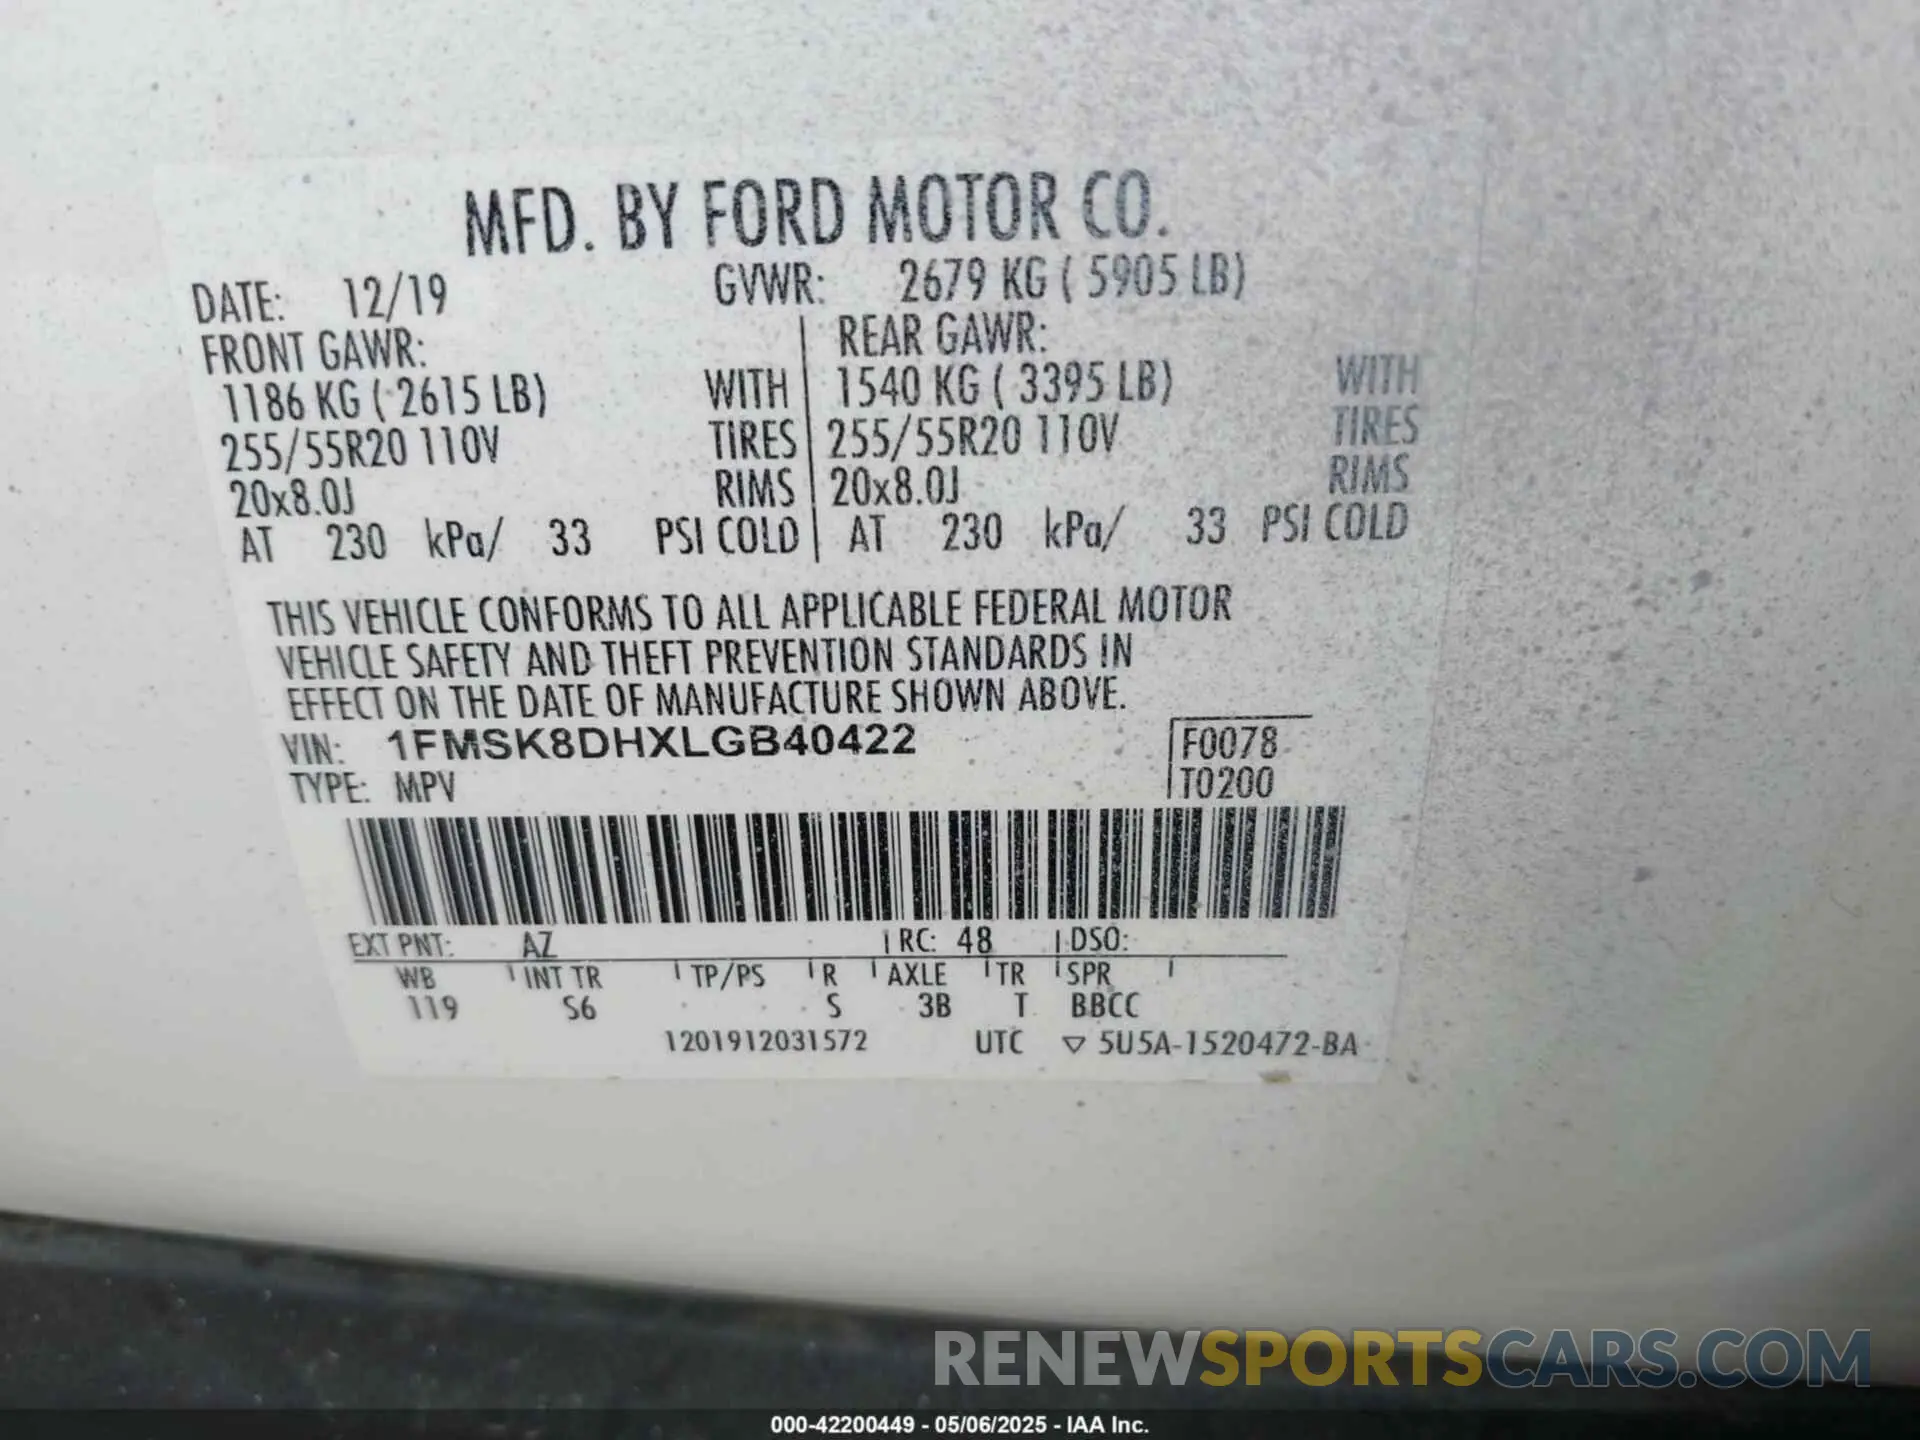 MFD. BY FORD MOTOR CO.
DATE: 12/19 GVWR: 2679 KG ( 5905 LB)
FRONT GAWR: REAR GAWR:
1186 KG ( 2615 LB) WITH 1540 KG ( 3395 LB) WITH
255/55R20 110V TIRES 255/55R20 110V TIRES
20x8.0J RIMS 20x8.0J RIMS
AT 230 kPa/ 33 PSI COLD AT 230 kPa/ 33 PSI COLD
THIS VEHICLE CONFORMS TO ALL APPLICABLE FEDERAL MOTOR
VEHICLE SAFETY AND THEFT PREVENTION STANDARDS IN
EFFECT ON THE DATE OF MANUFACTURE SHOWN ABOVE.
VIN: 1FMSK8DHXLGB40422 F0078
TYPE: MPV T0200
EXT PNT: AZ RC: 48 DSO:
WB INT TR TP/PS R AXLE TR SPR
119 S6 S 3B T BBCC
1201912031572 UTC ▽ 5U5A-1520472-BA
RENEWSPORTSCARS.COM
000-42200449 - 05/06/2025 - IAA Inc.